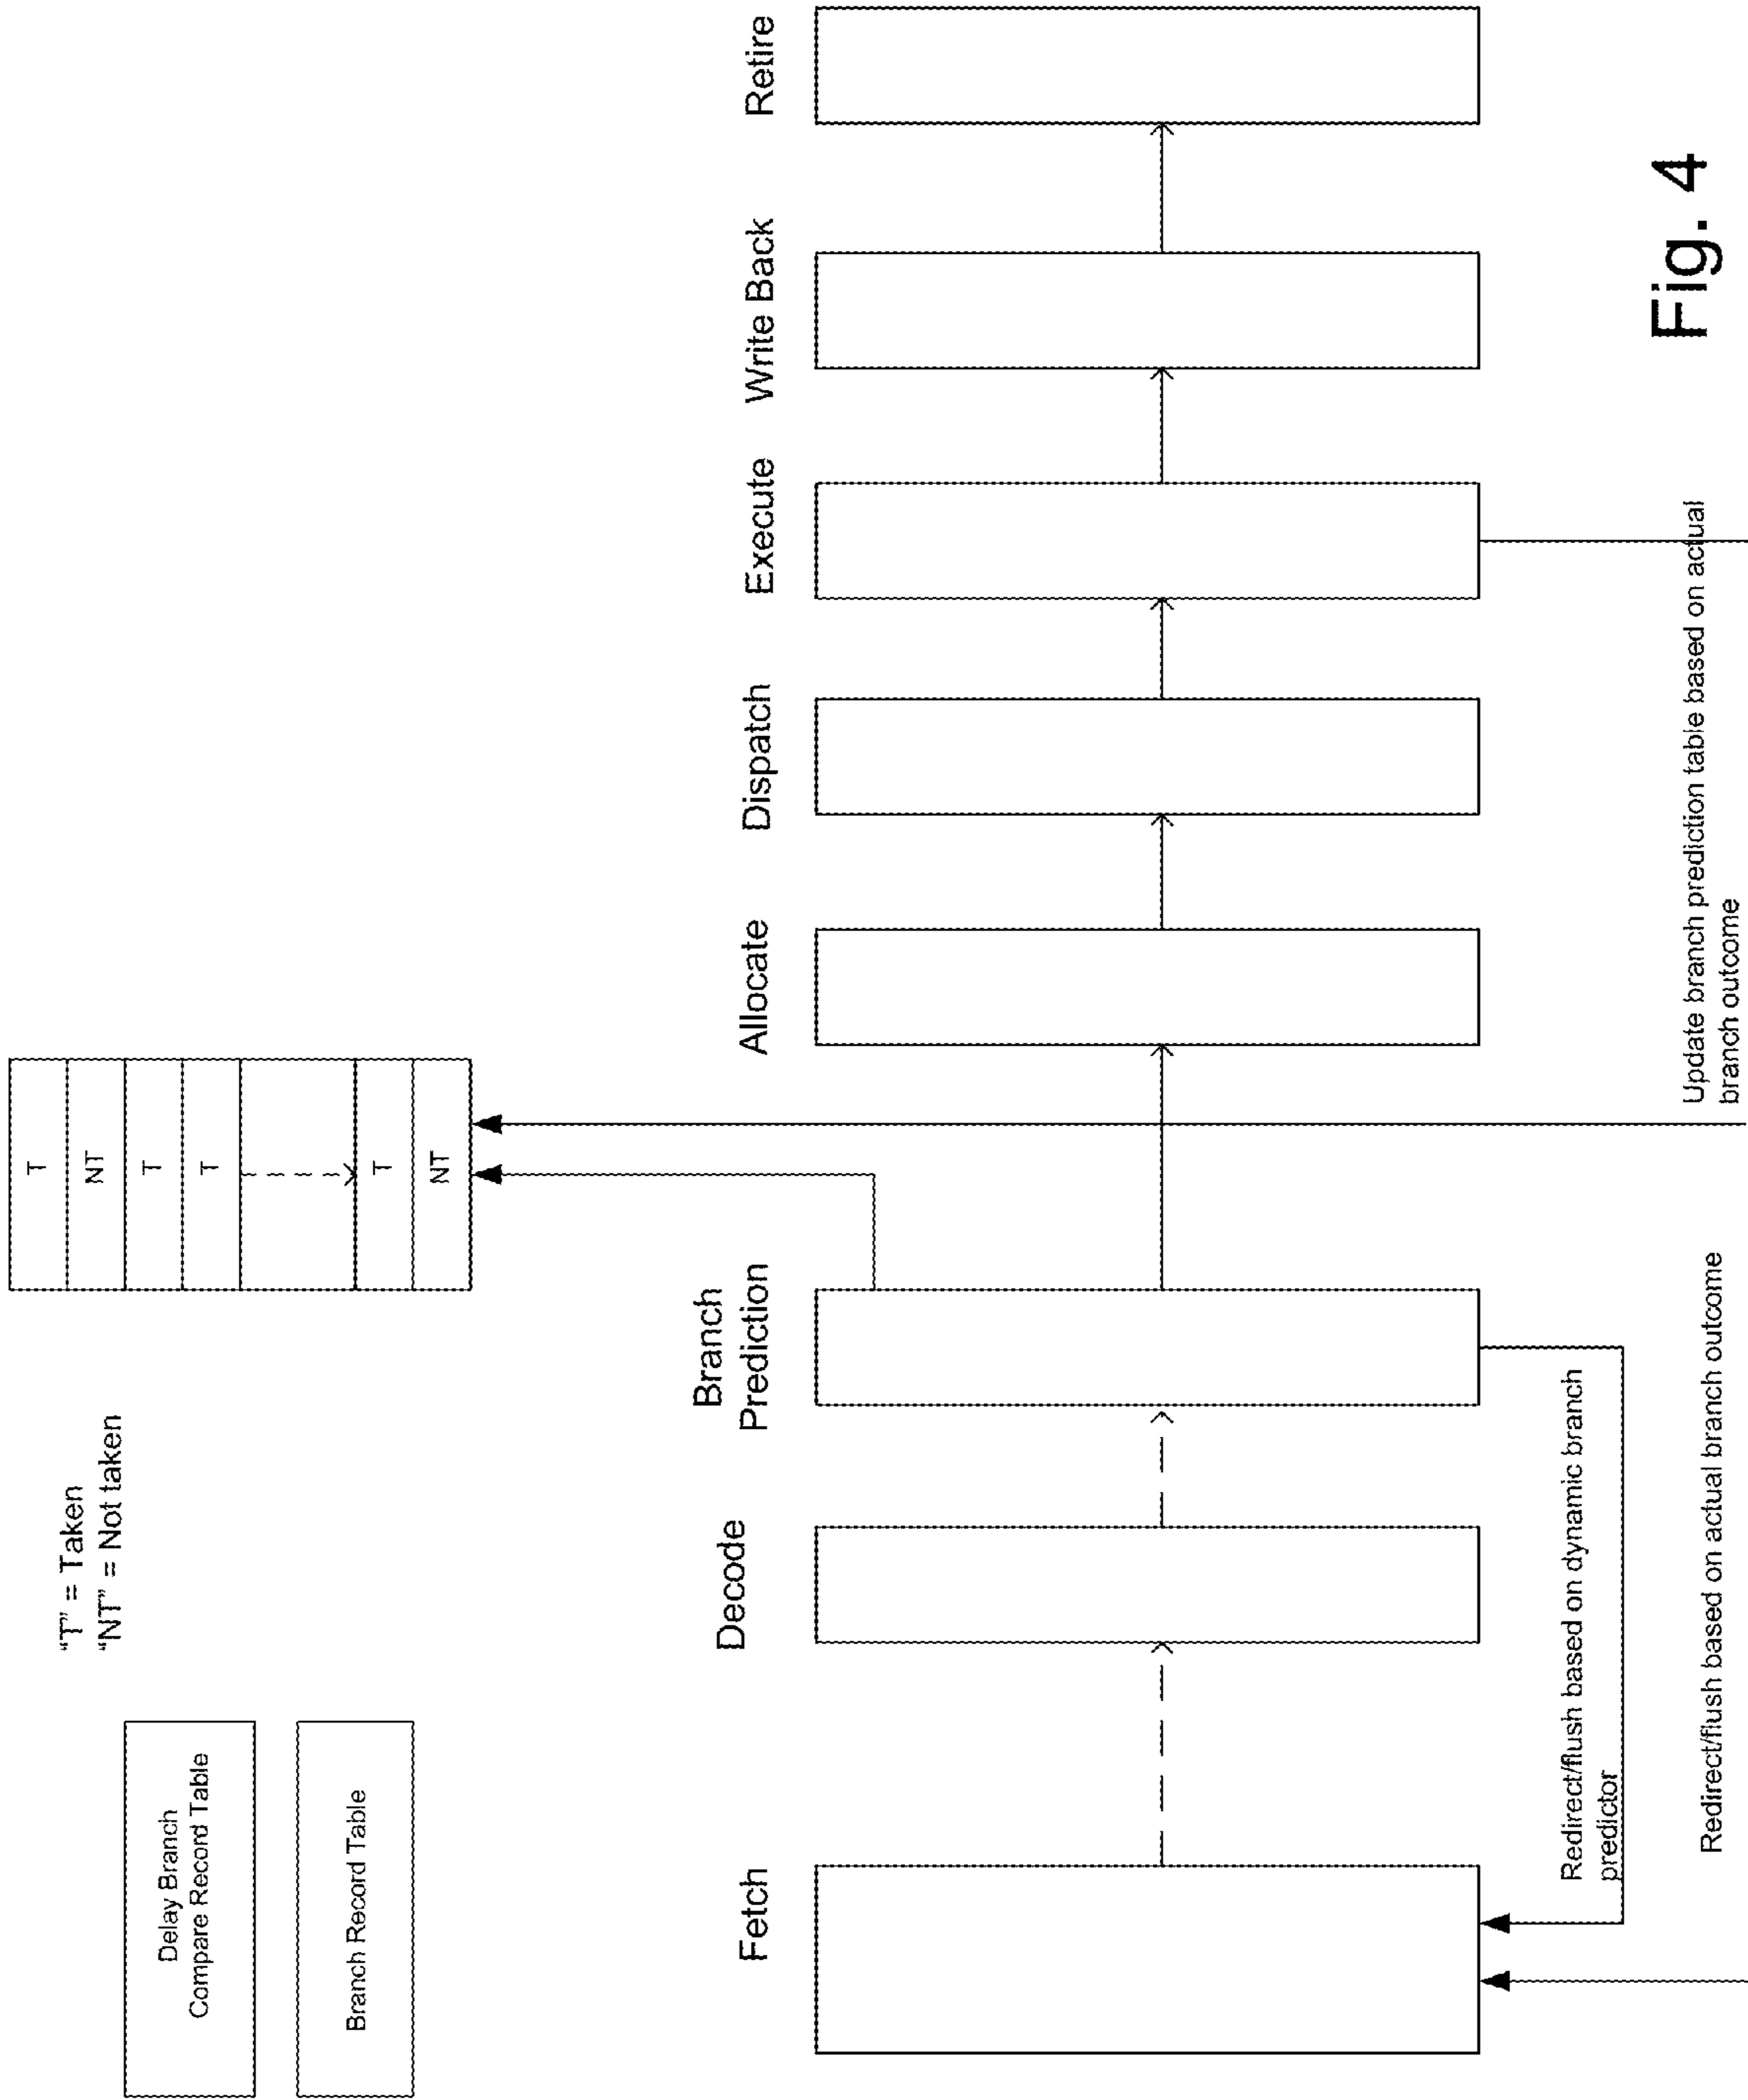 Delay Branch
Compare Record Table
Branch Record Table
“T” = Taken
“NT” = Not taken
T
NT
T
T
T
NT
Fetch
Decode
Branch
Prediction
Allocate
Dispatch
Execute
Write Back
Retire
Redirect/flush based on dynamic branch
predictor
Redirect/flush based on actual branch outcome
Update branch prediction table based on actual
branch outcome
Fig. 4